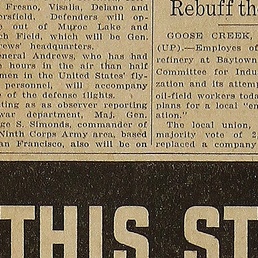 Fresno, Visalia, Delano and
ersfield. Defenders will op-
out of Muroc Lake and
ch Field, which will be Gen.
rews' headquarters.
eneral Andrews, who has had
e hours in the air than half
men in the United States' fly-
personnel, will accompany
e of the defense flights.
ting as as observer reporting
war department, Maj. Gen.
ge S. Simonds, commander of
Ninth Corps Army area, based
an Francisco, also will be on
Rebuff th
GOOSE CREEK,
(UP).—Employes of
refinery at Baytown
Committee for Indu
zation and its attemp
oil-field workers toda
plans for a local "en
ation."
The local union,
majority vote of 2,
replaced a company
THIS ST